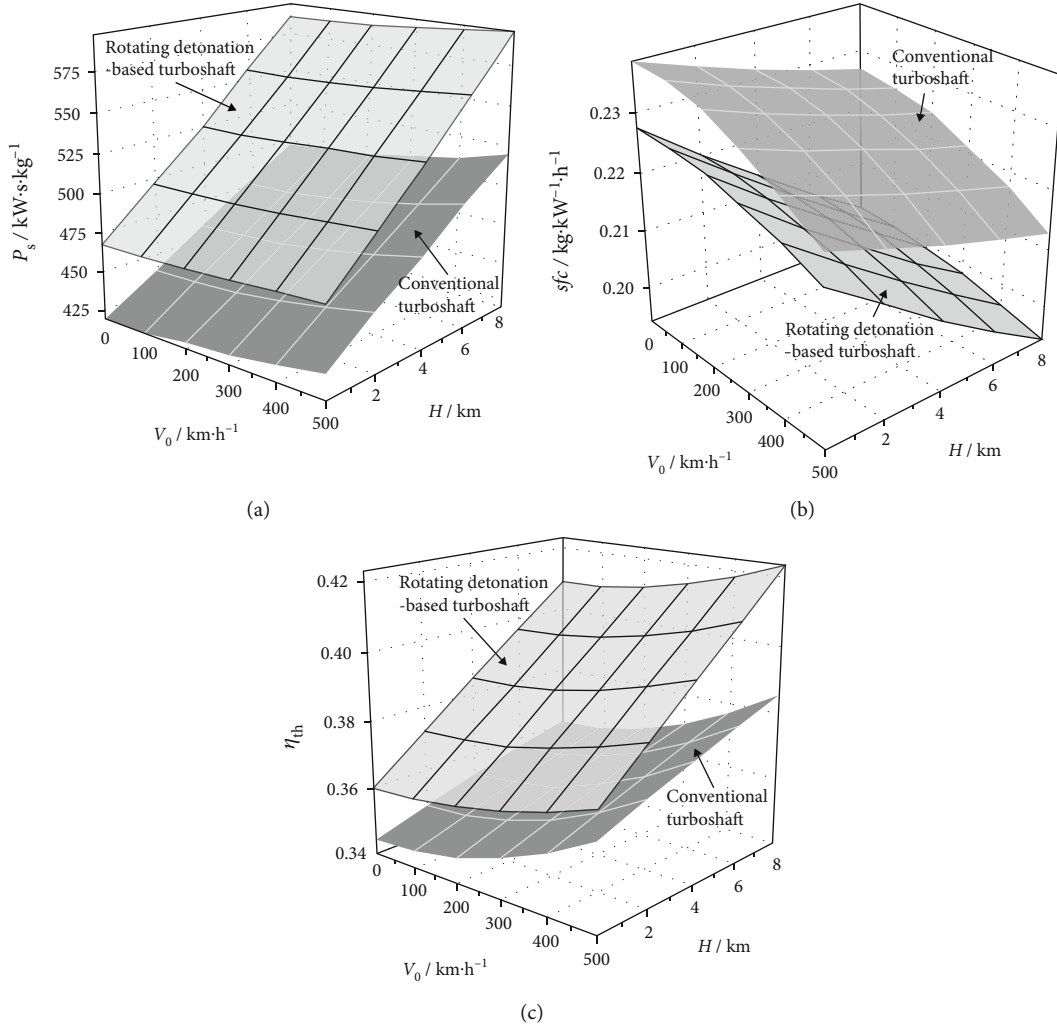 Rotating detonation
-based turboshaft
575
550
525
500
475
450
425
P_s / kW·s·kg⁻¹
Conventional
turboshaft
0
100
200
300
400
500
V_0 / km·h⁻¹
2
4
6
8
H / km
(a)
Conventional
turboshaft
0.23
0.22
0.21
0.20
sfc / kg·kW⁻¹·h⁻¹
Rotating detonation
-based turboshaft
0
100
200
300
400
500
V_0 / km·h⁻¹
2
4
6
8
H / km
(b)
Rotating detonation
-based turboshaft
0.42
0.40
0.38
0.36
0.34
η_th
Conventional
turboshaft
0
100
200
300
400
500
V_0 / km·h⁻¹
2
4
6
8
H / km
(c)